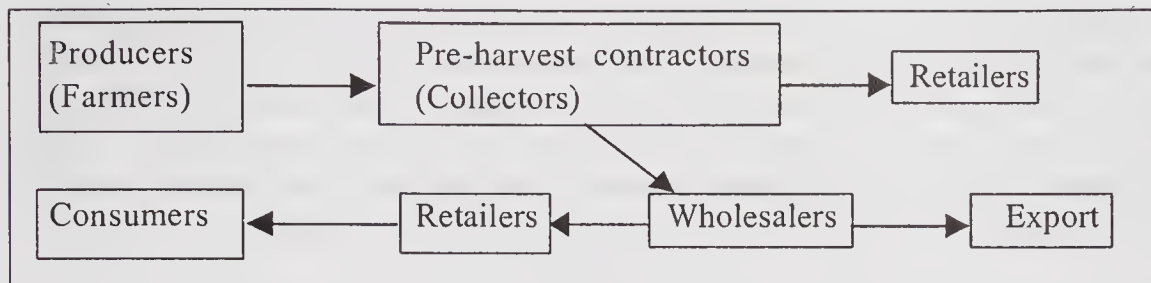 Producers
(Farmers)
Pre-harvest contractors
(Collectors)
Retailers
Consumers
Retailers
Wholesalers
Export